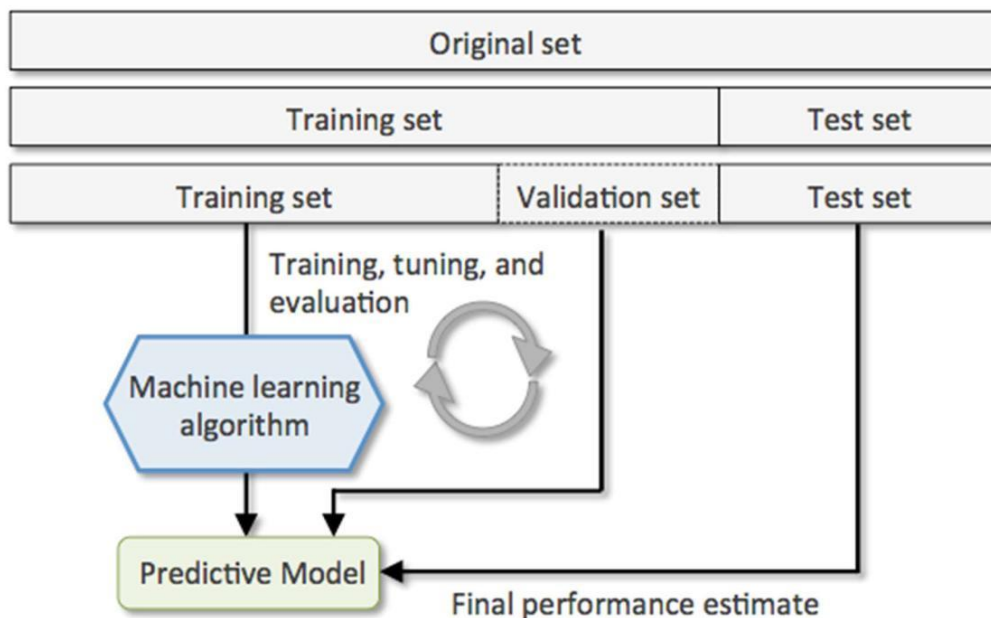 Original set
Training set
Test set
Training set
Validation set
Test set
Training, tuning, and
evaluation
Machine learning
algorithm
Predictive Model
Final performance estimate